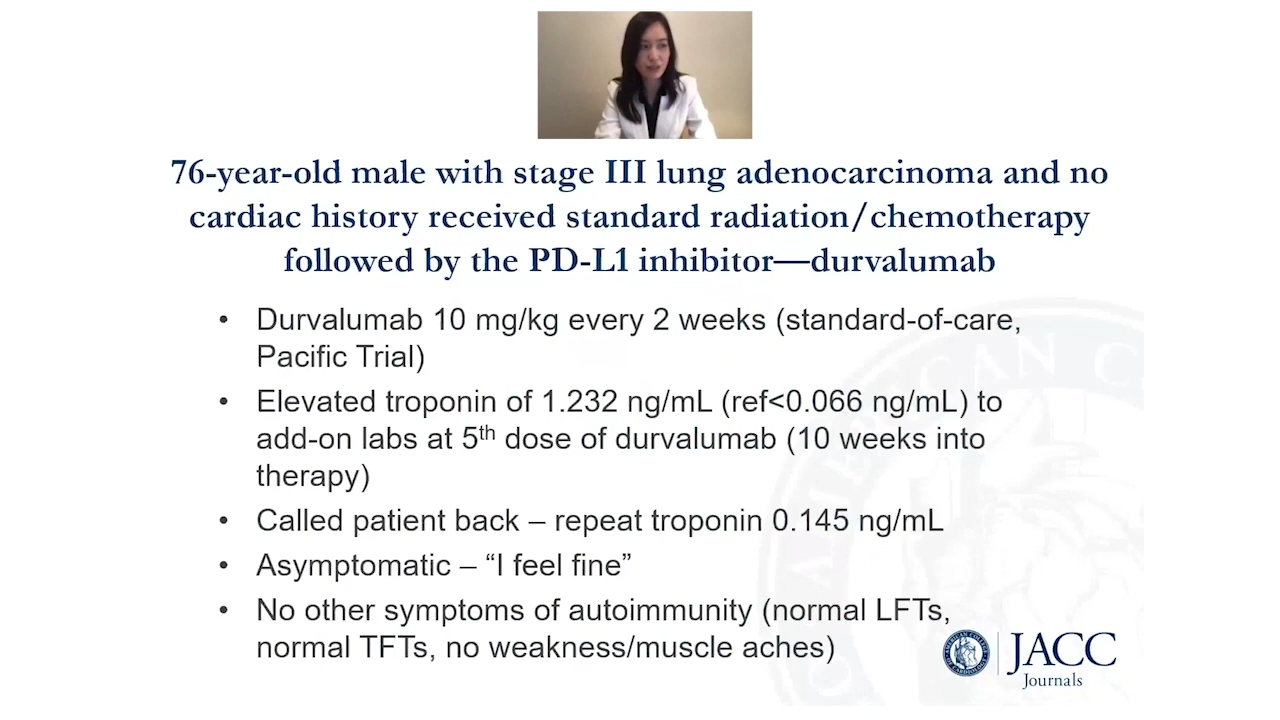 76-year-old male with stage III lung adenocarcinoma and no
cardiac history received standard radiation/chemotherapy
followed by the PD-L1 inhibitor—durvalumab
• Durvalumab 10 mg/kg every 2 weeks (standard-of-care,
Pacific Trial)
• Elevated troponin of 1.232 ng/mL (ref<0.066 ng/mL) to
add-on labs at 5th dose of durvalumab (10 weeks into
therapy)
• Called patient back – repeat troponin 0.145 ng/mL
• Asymptomatic – “I feel fine”
• No other symptoms of autoimmunity (normal LFTs,
normal TFTs, no weakness/muscle aches)
JACC
Journals